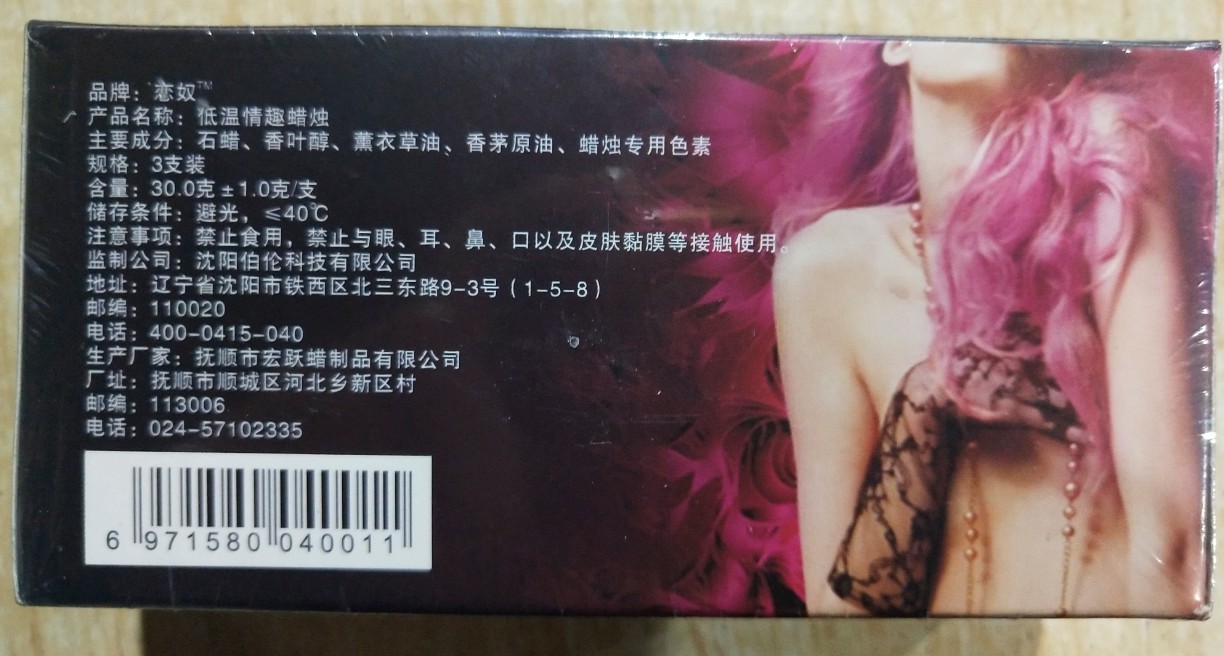 品牌：恋奴™
产品名称：低温情趣蜡烛
主要成分：石蜡、香叶醇、薰衣草油、香茅原油、蜡烛专用色素
规格：3支装
含量：30.0克±1.0克/支
储存条件：避光，≤40℃
注意事项：禁止食用，禁止与眼、耳、鼻、口以及皮肤黏膜等接触使用。
监制公司：沈阳伯伦科技有限公司
地址：辽宁省沈阳市铁西区北三东路9-3号（1-5-8）
邮编：110020
电话：400-0415-040
生产厂家：抚顺市宏跃蜡制品有限公司
厂址：抚顺市顺城区河北乡新区村
邮编：113006
电话：024-57102335
6 971580 040011